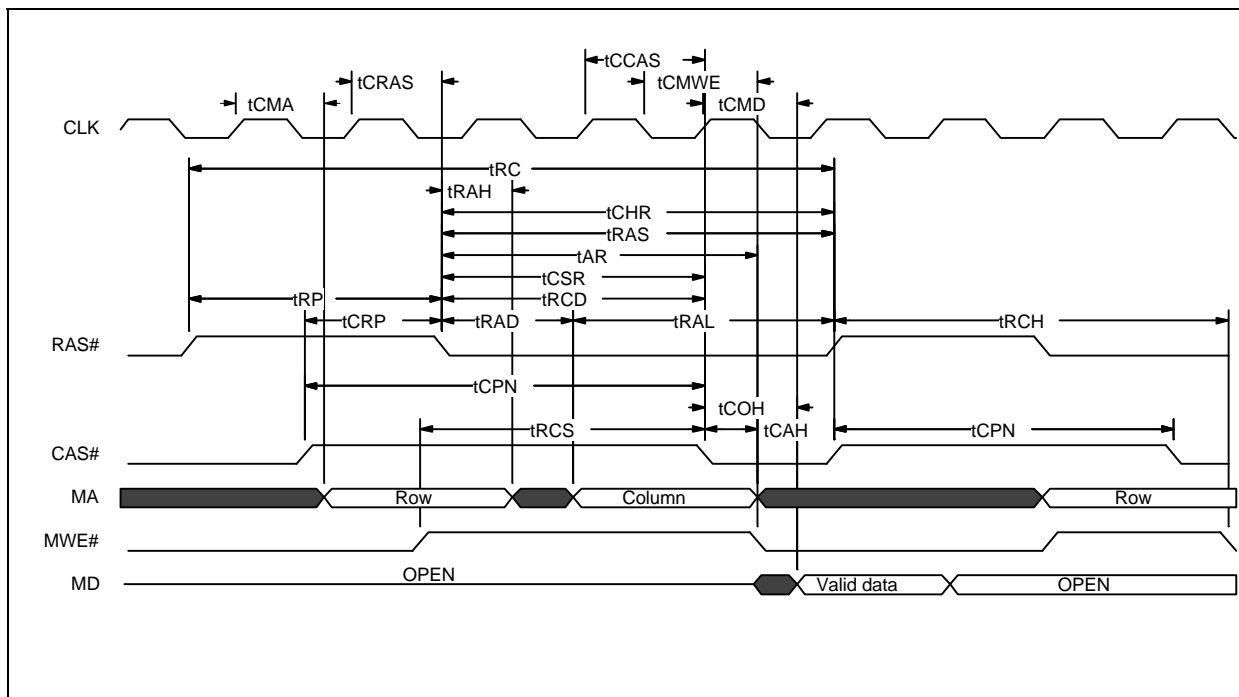 tCCAS
tCRAS tCMWE
tCMA tCMD
CLK
tRC
tRAH
tCHR
tRAS
tAR
tCSR
tRP tRCD
tCRP tRAD tRAL tRCH
RAS#
tCPN
tCOH
tRCS tCAH tCPN
CAS#
MA Row Column Row
MWE#
OPEN
MD Valid data OPEN